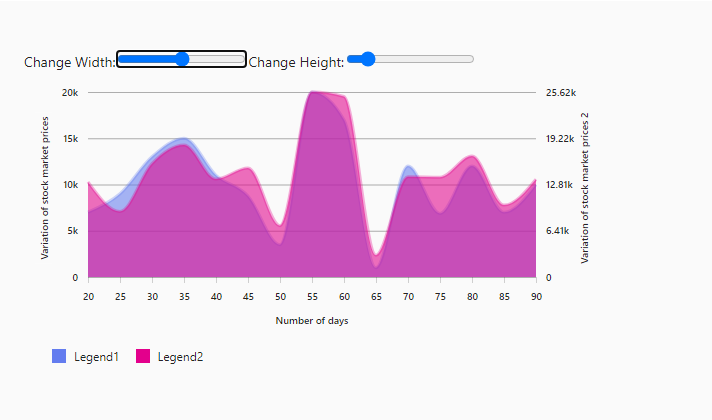 Change Width: Change Height:
Variation of stock market prices
20k
15k
10k
5k
0
25.62k
19.22k
12.81k
6.41k
0
Variation of stock market prices 2
20 25 30 35 40 45 50 55 60 65 70 75 80 85 90
Number of days
Legend1 Legend2